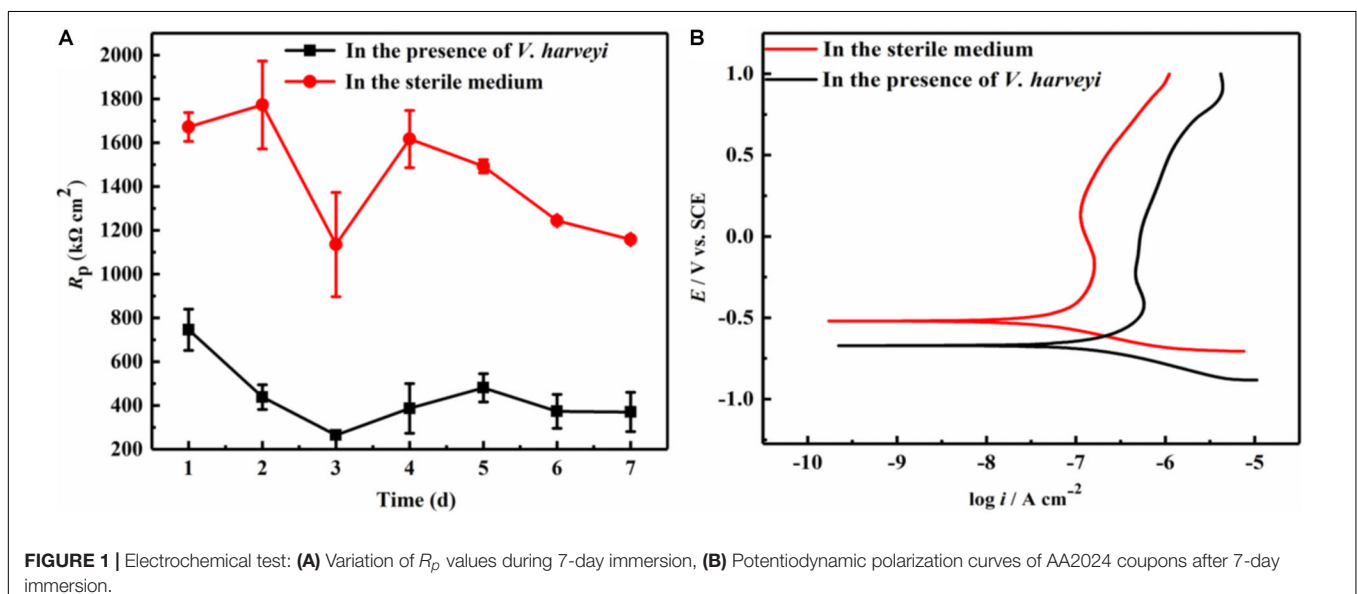 A
In the presence of V. harveyi
In the sterile medium
2000
1800
1600
1400
1200
1000
800
600
400
200
Rp (kΩ cm²)
1 2 3 4 5 6 7
Time (d)
B
In the sterile medium
In the presence of V. harveyi
1.0
0.5
0.0
-0.5
-1.0
E / V vs. SCE
-10 -9 -8 -7 -6 -5
log i / A cm⁻²
FIGURE 1 | Electrochemical test: (A) Variation of Rp values during 7-day immersion, (B) Potentiodynamic polarization curves of AA2024 coupons after 7-day
immersion.